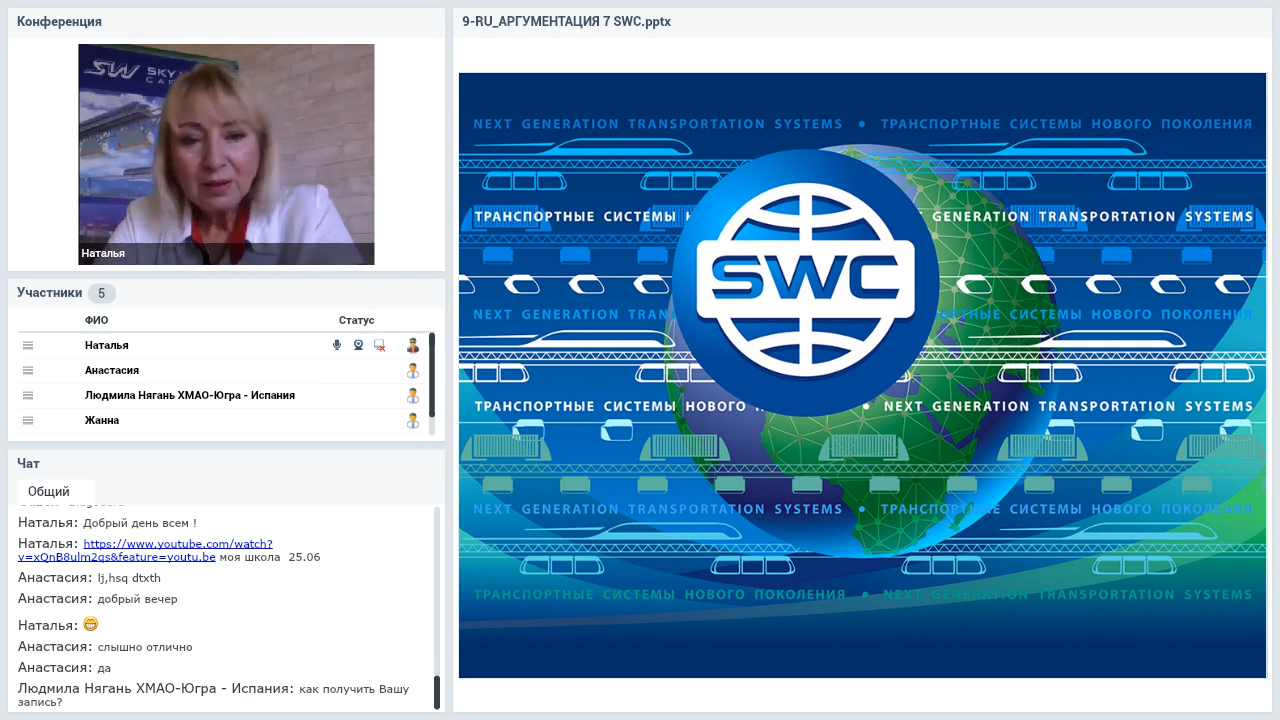 Конференция
SW SKY
CAP
Наталья
Участники 5
ФИО Статус
Наталья
Анастасия
Людмила Нягань ХМАО-Югра - Испания
Жанна
Чат
Общий
Наталья: Добрый день всем !
Наталья: https://www.youtube.com/watch?
v=xQnB8ulm2qs&feature=youtu.be моя школа 25.06
Анастасия: lj,hsq dtxth
Анастасия: добрый вечер
Наталья:
Анастасия: слышно отлично
Анастасия: да
Людмила Нягань ХМАО-Югра - Испания: как получить Вашу
запись?
9-RU_АРГУМЕНТАЦИЯ 7 SWC.pptx
NEXT GENERATION TRANSPORTATION SYSTEMS • ТРАНСПОРТНЫЕ СИСТЕМЫ НОВОГО ПОКОЛЕНИЯ
ТРАНСПОРТНЫЕ СИСТЕМЫ GENERATION TRANSPORTATION SYSTEMS
SWC
NEXT GENERATION TRAN СИСТЕМЫ НОВОГО ПОКОЛЕНИЯ
ТРАНСПОРТНЫЕ СИСТЕМЫ НОВОГО • NEXT GENERATION TRANSPORTATION SYSTEMS
NEXT GENERATION TRANSPORTATION SYSTEMS • ТРАНСПОРТНЫЕ СИСТЕМЫ НОВОГО ПОКОЛЕНИЯ
ТРАНСПОРТНЫЕ СИСТЕМЫ НОВОГО ПОКОЛЕНИЯ • NEXT GENERATION TRANSPORTATION SYSTEMS